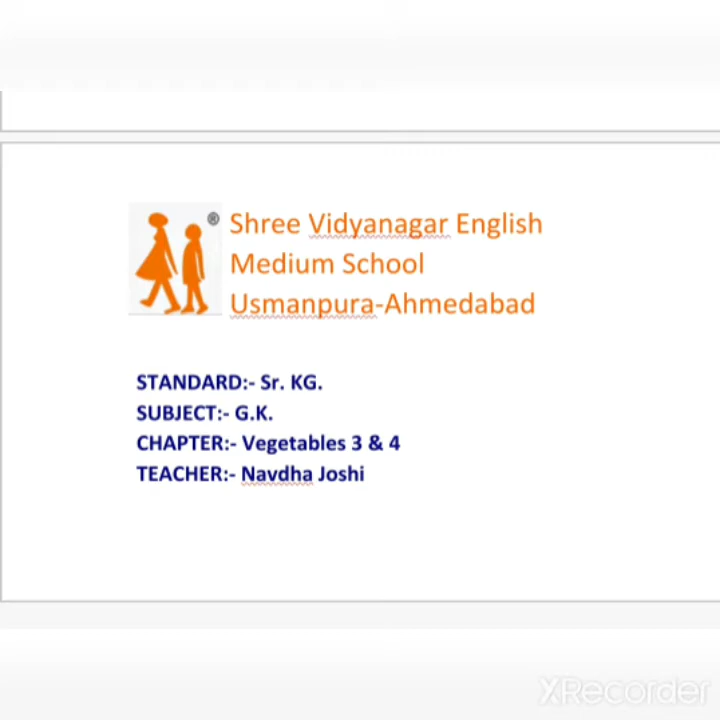 ® Shree Vidyanagar English
Medium School
Usmanpura-Ahmedabad
STANDARD:- Sr. KG.
SUBJECT:- G.K.
CHAPTER:- Vegetables 3 & 4
TEACHER:- Navdha Joshi
XRecorder